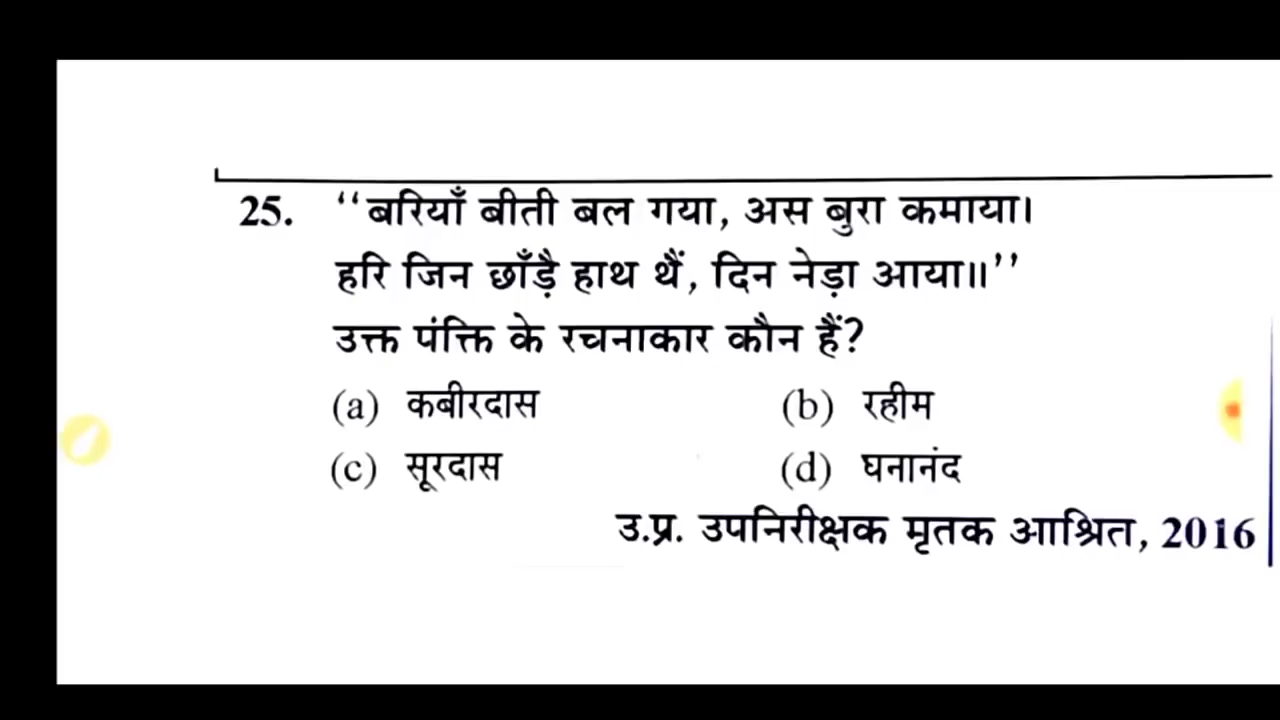 25. ‘‘बरियाँ बीती बल गया, अस बुरा कमाया।
हरि जिन छाँड़ै हाथ थैं, दिन नेड़ा आया॥’’
उक्त पंक्ति के रचनाकार कौन हैं?
(a) कबीरदास (b) रहीम
(c) सूरदास (d) घनानंद
उ.प्र. उपनिरीक्षक मृतक आश्रित, 2016